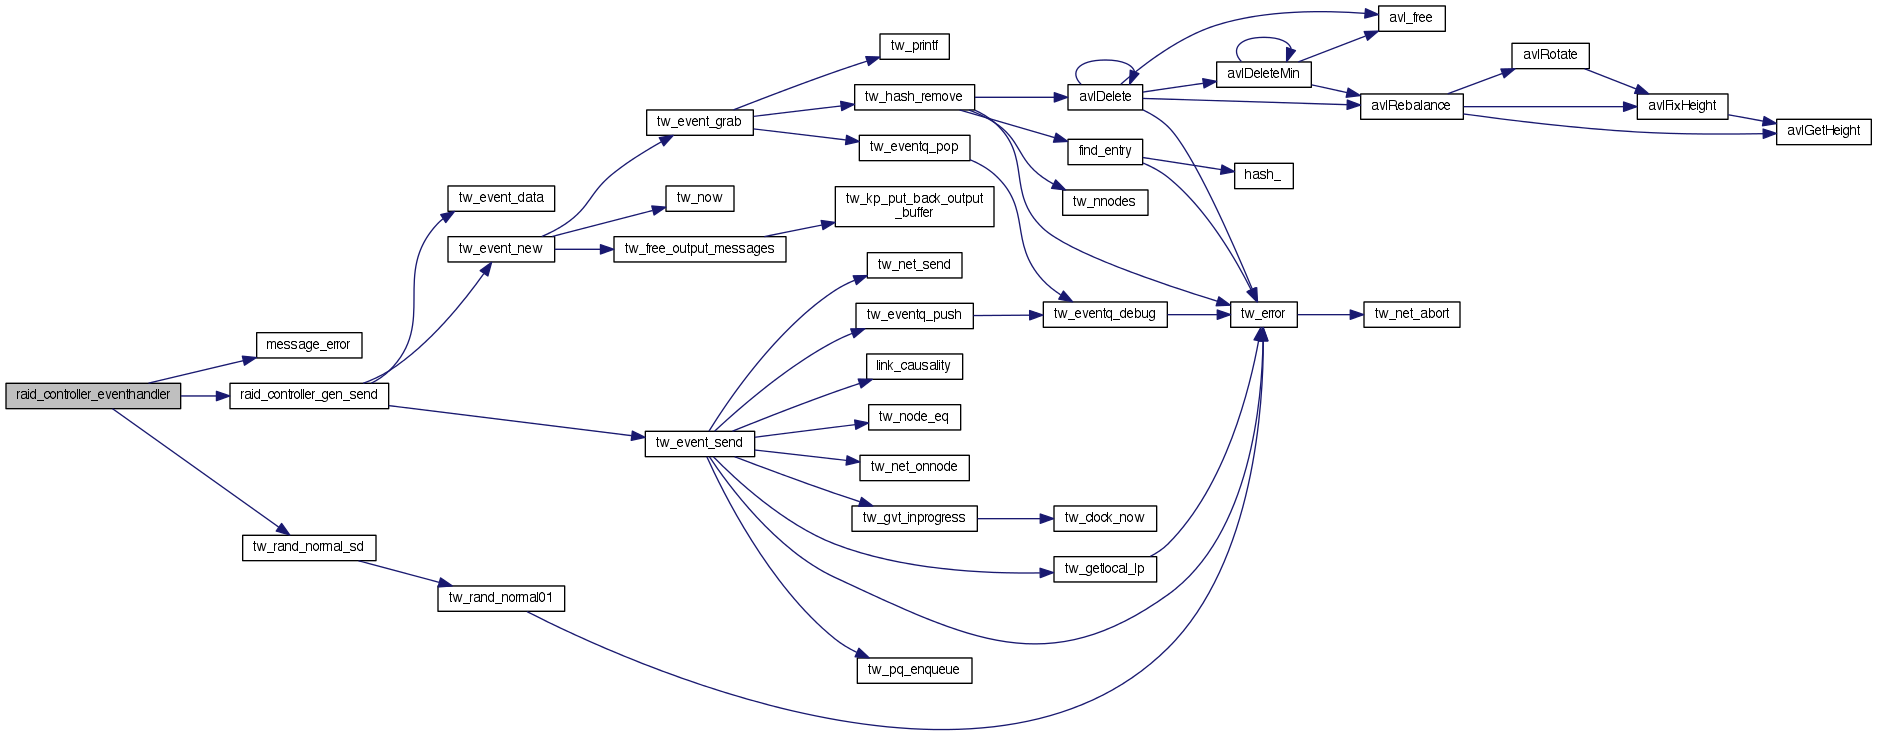 avl_free
tw_printf
avlRotate
avlDeleteMin
tw_hash_remove
avlDelete
avlRebalance
avlFixHeight
tw_event_grab
avlGetHeight
tw_eventq_pop
find_entry
hash_
tw_event_data
tw_now
tw_kp_put_back_output
_buffer
tw_nnodes
tw_event_new
tw_free_output_messages
tw_net_send
tw_eventq_push
tw_eventq_debug
tw_error
tw_net_abort
message_error
link_causality
raid_controller_eventhandler
raid_controller_gen_send
tw_node_eq
tw_event_send
tw_net_onnode
tw_gvt_inprogress
tw_clock_now
tw_rand_normal_sd
tw_getlocal_lp
tw_rand_normal01
tw_pq_enqueue